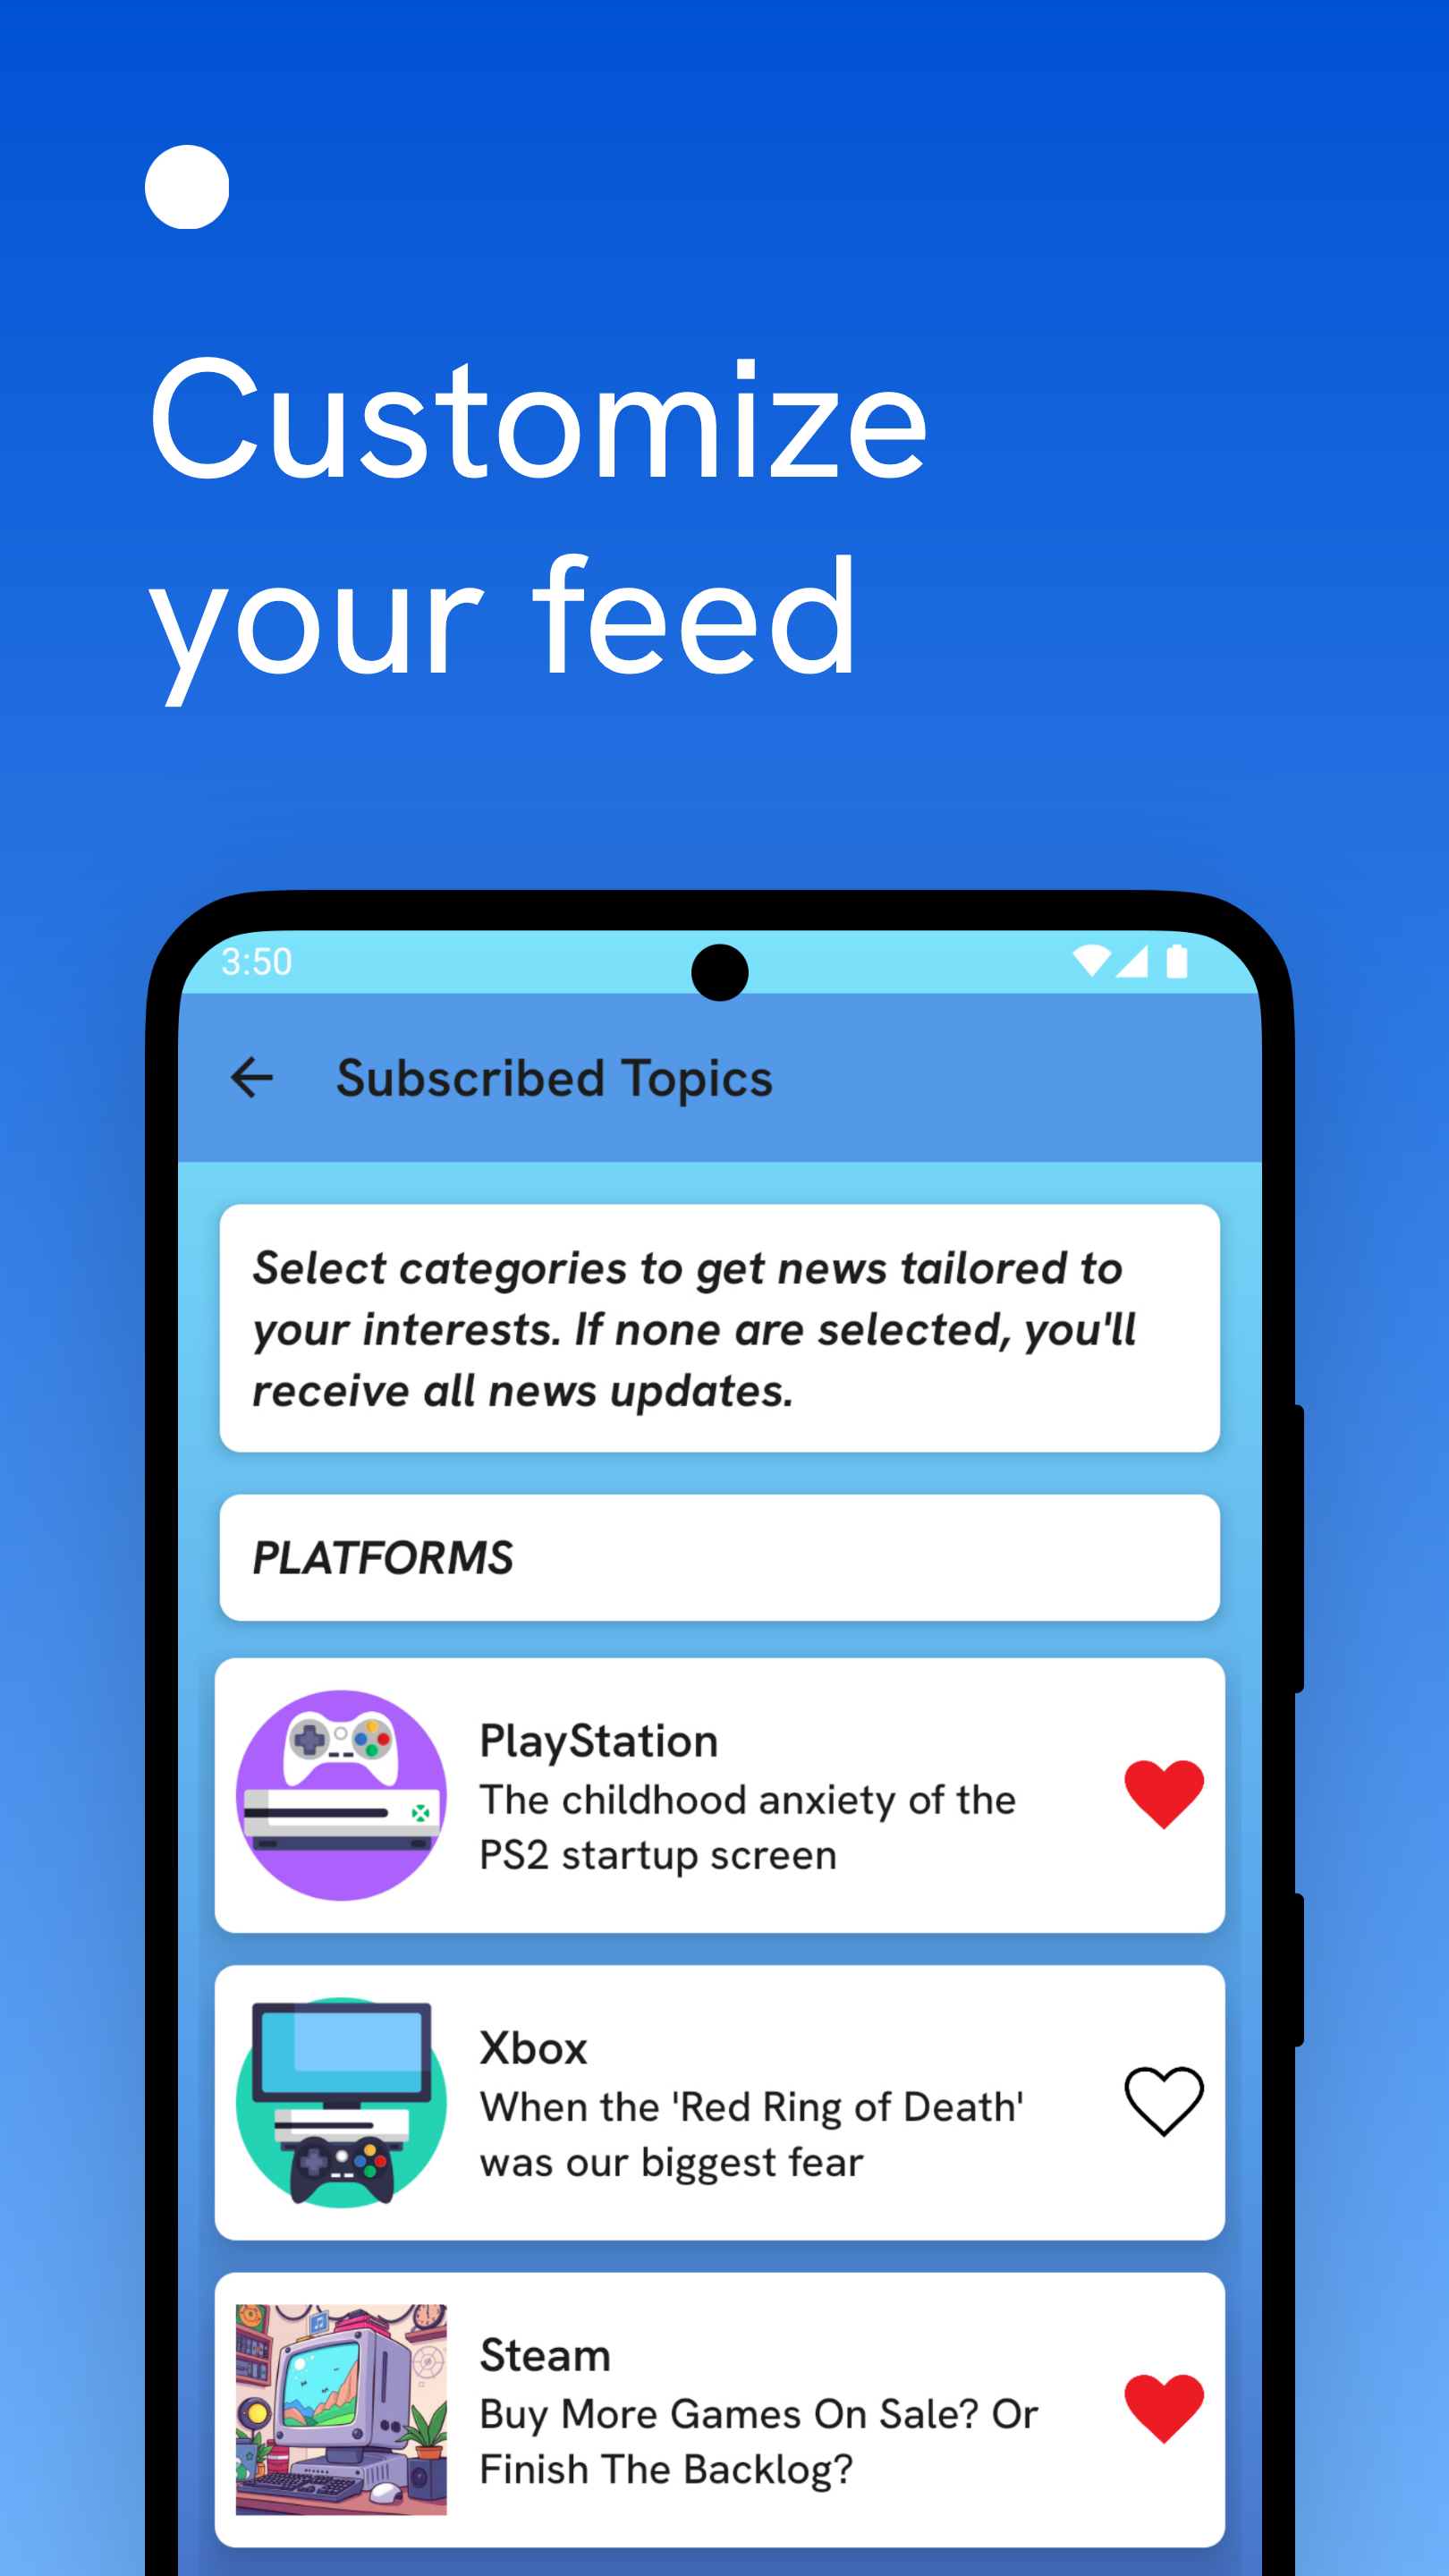 Customize
your feed
3:50
Subscribed Topics
Select categories to get news tailored to
your interests. If none are selected, you'll
receive all news updates.
PLATFORMS
PlayStation
The childhood anxiety of the
PS2 startup screen
Xbox
When the 'Red Ring of Death'
was our biggest fear
Steam
Buy More Games On Sale? Or
Finish The Backlog?